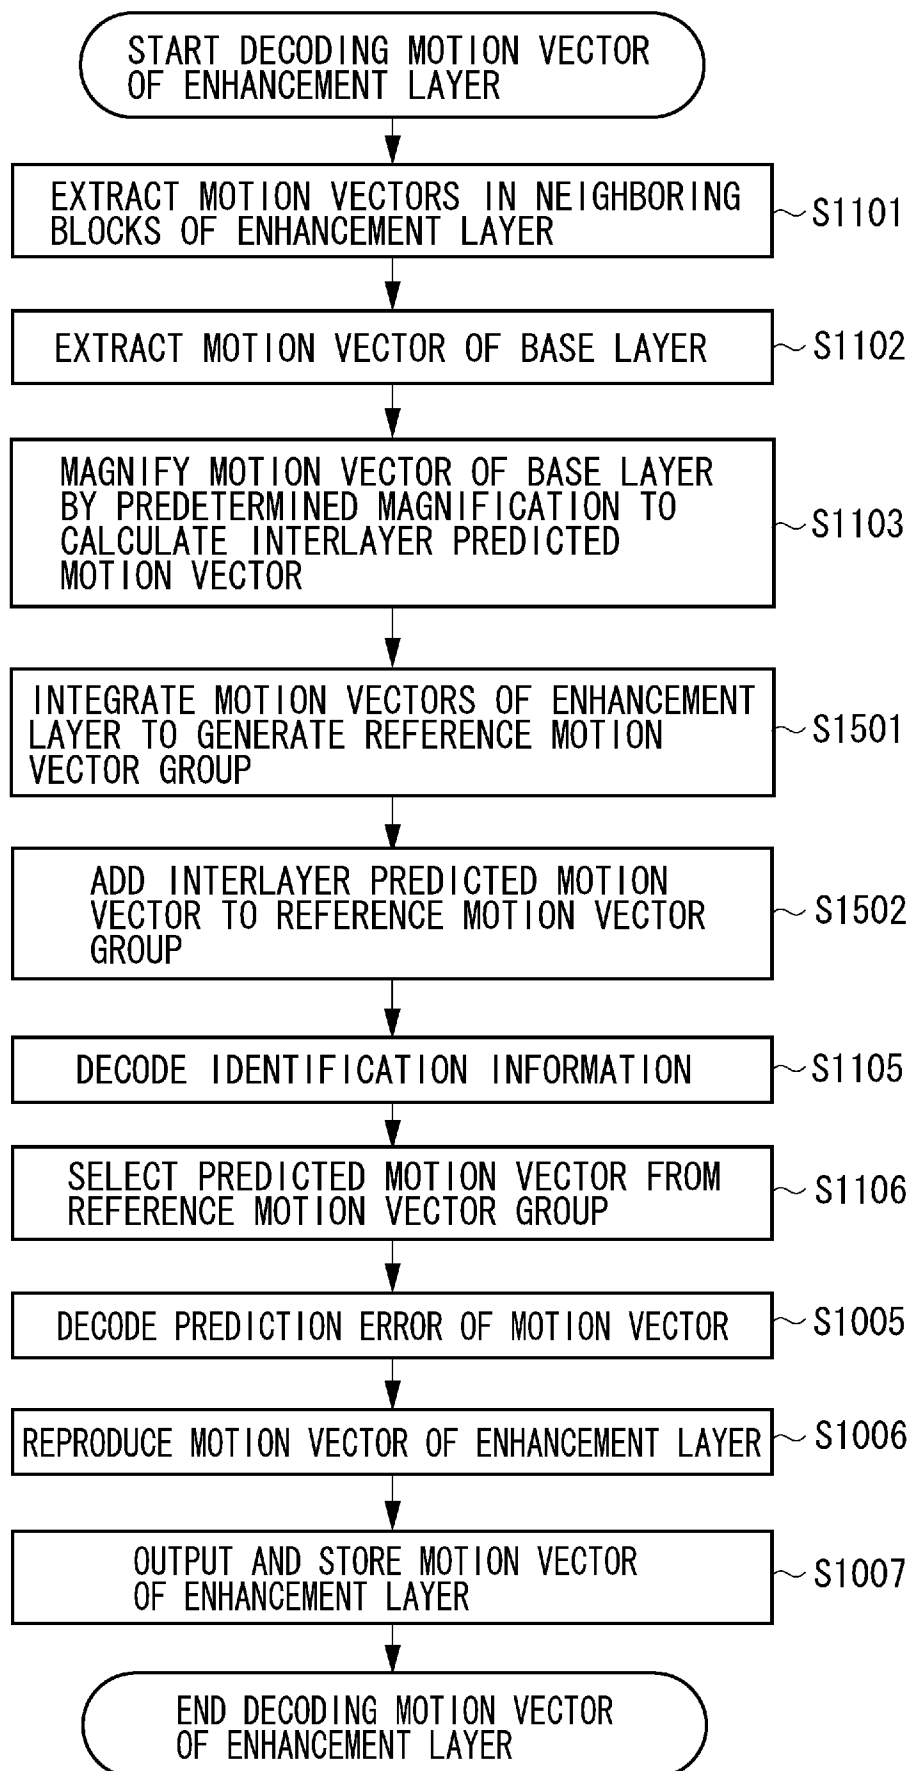 START DECODING MOTION VECTOR
OF ENHANCEMENT LAYER
EXTRACT MOTION VECTORS IN NEIGHBORING
BLOCKS OF ENHANCEMENT LAYER
S1101
EXTRACT MOTION VECTOR OF BASE LAYER
S1102
MAGNIFY MOTION VECTOR OF BASE LAYER
BY PREDETERMINED MAGNIFICATION TO
CALCULATE INTERLAYER PREDICTED
MOTION VECTOR
S1103
INTEGRATE MOTION VECTORS OF ENHANCEMENT
LAYER TO GENERATE REFERENCE MOTION
VECTOR GROUP
S1501
ADD INTERLAYER PREDICTED MOTION
VECTOR TO REFERENCE MOTION VECTOR
GROUP
S1502
DECODE IDENTIFICATION INFORMATION
S1105
SELECT PREDICTED MOTION VECTOR FROM
REFERENCE MOTION VECTOR GROUP
S1106
DECODE PREDICTION ERROR OF MOTION VECTOR
S1005
REPRODUCE MOTION VECTOR OF ENHANCEMENT LAYER
S1006
OUTPUT AND STORE MOTION VECTOR
OF ENHANCEMENT LAYER
S1007
END DECODING MOTION VECTOR
OF ENHANCEMENT LAYER